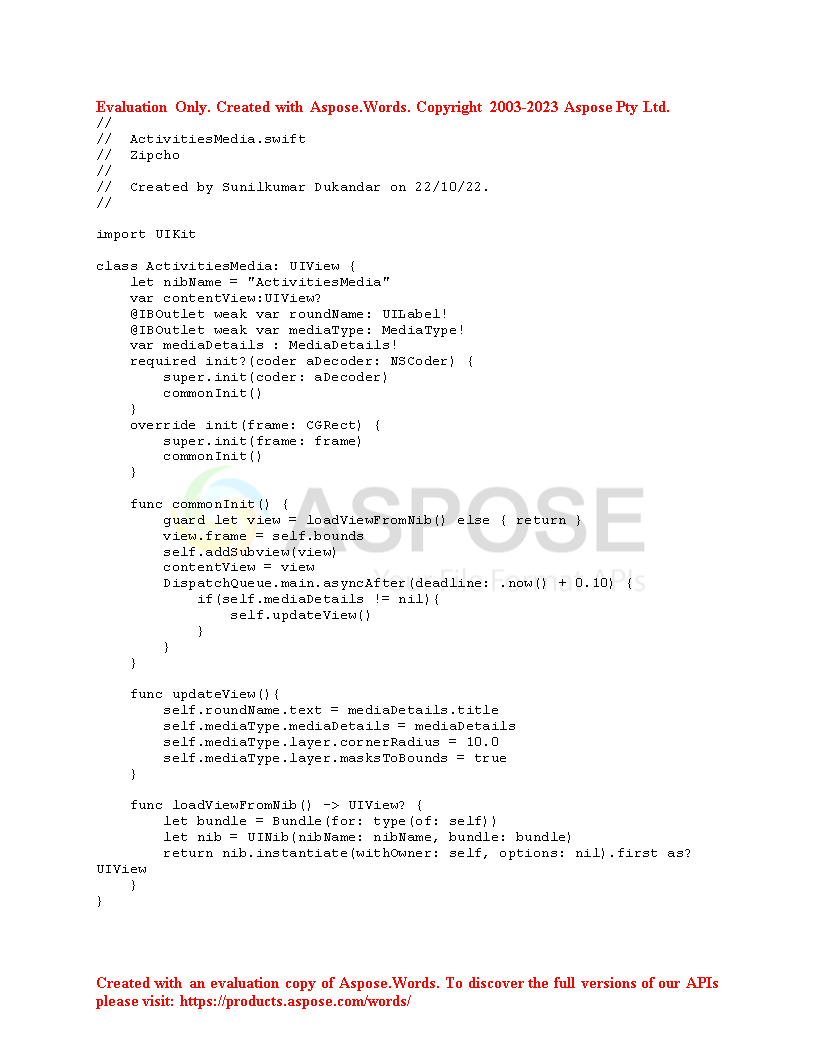 Evaluation Only. Created with Aspose.Words. Copyright 2003-2023 Aspose Pty Ltd.
//
//  ActivitiesMedia.swift
//  Zipcho
//
//  Created by Sunilkumar Dukandar on 22/10/22.
//
import UIKit
class ActivitiesMedia: UIView {
    let nibName = "ActivitiesMedia"
    var contentView:UIView?
    @IBOutlet weak var roundName: UILabel!
    @IBOutlet weak var mediaType: MediaType!
    var mediaDetails : MediaDetails!
    required init?(coder aDecoder: NSCoder) {
        super.init(coder: aDecoder)
        commonInit()
    }
    override init(frame: CGRect) {
        super.init(frame: frame)
        commonInit()
    }
    func commonInit() {
        guard let view = loadViewFromNib() else { return }
        view.frame = self.bounds
        self.addSubview(view)
        contentView = view
        DispatchQueue.main.asyncAfter(deadline: .now() + 0.10) {
            if(self.mediaDetails != nil){
                self.updateView()
            }
        }
    }
    func updateView(){
        self.roundName.text = mediaDetails.title
        self.mediaType.mediaDetails = mediaDetails
        self.mediaType.layer.cornerRadius = 10.0
        self.mediaType.layer.masksToBounds = true
    }
    func loadViewFromNib() -> UIView? {
        let bundle = Bundle(for: type(of: self))
        let nib = UINib(nibName: nibName, bundle: bundle)
        return nib.instantiate(withOwner: self, options: nil).first as?
UIView
    }
}
ASPOSE
Your File Format APIs
Created with an evaluation copy of Aspose.Words. To discover the full versions of our APIs
please visit: https://products.aspose.com/words/